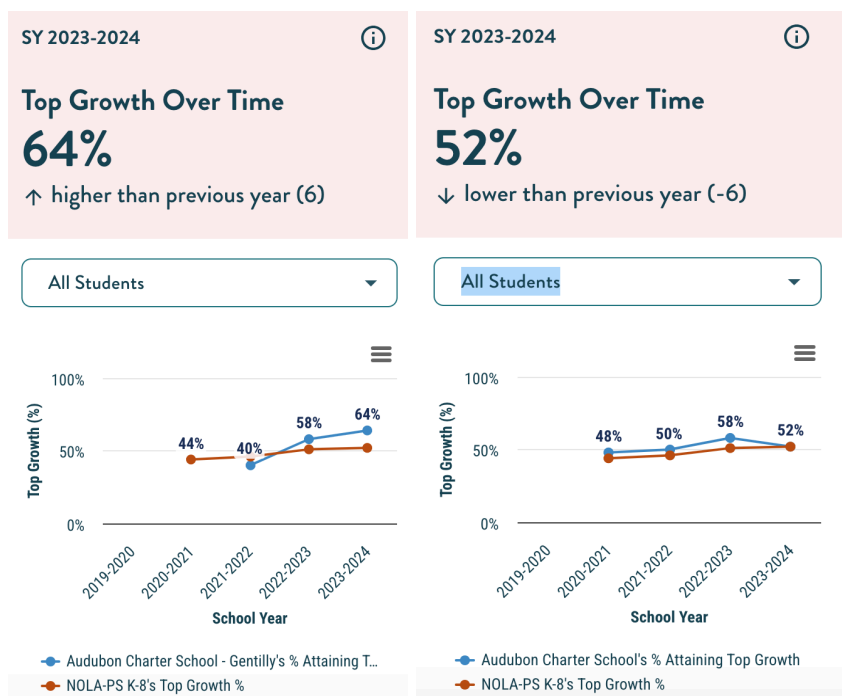 SY 2023-2024
Top Growth Over Time
64%
↑ higher than previous year (6)
All Students
100%
50%
0%
Top Growth (%)
44%
40%
58%
64%
2019-2020
2020-2021
2021-2022
2022-2023
2023-2024
School Year
Audubon Charter School - Gentilly's % Attaining T...
NOLA-PS K-8's Top Growth %
SY 2023-2024
Top Growth Over Time
52%
↓ lower than previous year (-6)
All Students
100%
50%
0%
Top Growth (%)
48%
50%
58%
52%
2019-2020
2020-2021
2021-2022
2022-2023
2023-2024
School Year
Audubon Charter School's % Attaining Top Growth
NOLA-PS K-8's Top Growth %